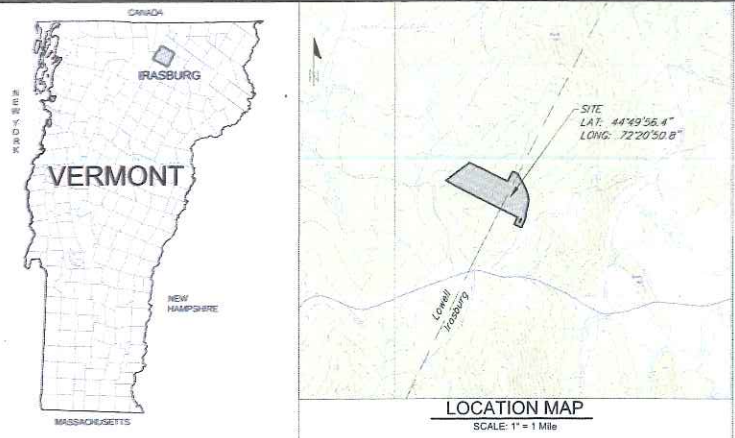 CANADA
IRASBURG
NEW YORK
VERMONT
NEW
HAMPSHIRE
MASSACHUSETTS
SITE
LAT: 44°49'56.4"
LONG: 72°20'50.8"
Lowell
Irasburg
LOCATION MAP
SCALE: 1" = 1 Mile